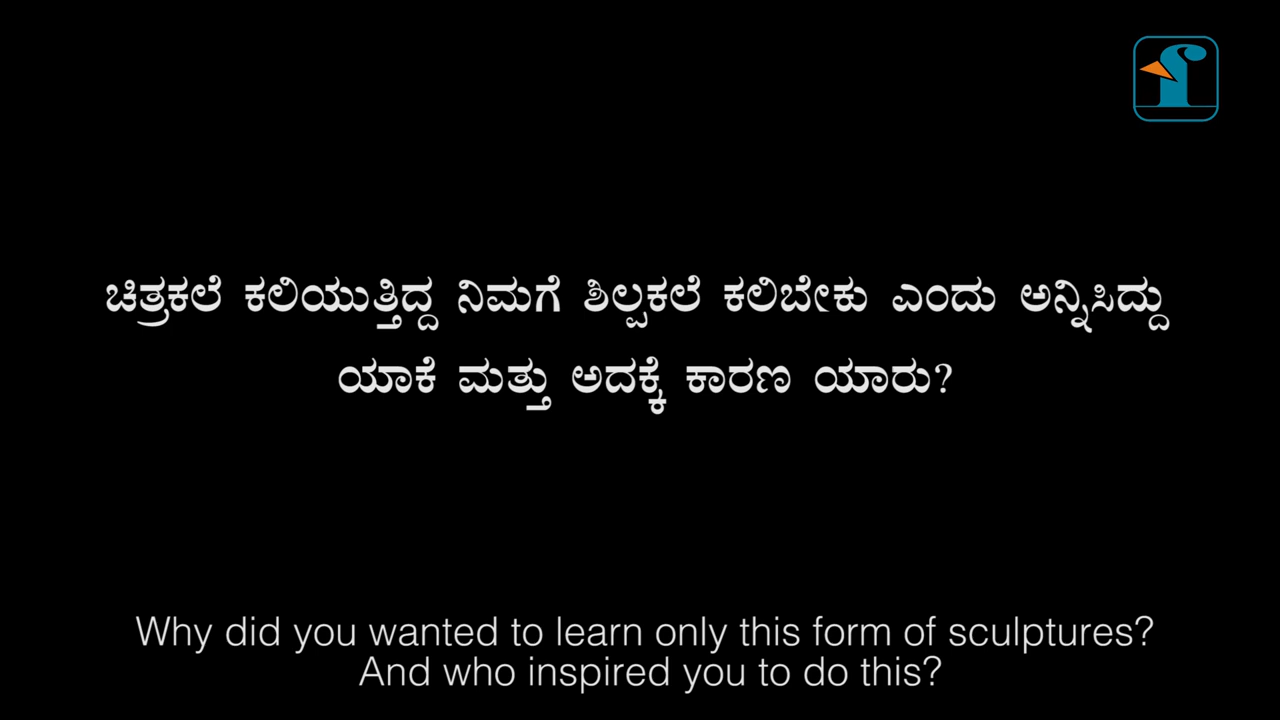 ಚಿತ್ರಕಲೆ ಕಲಿಯುತ್ತಿದ್ದ ನಿಮಗೆ ಶಿಲ್ಪಕಲೆ ಕಲಿಬೇಕು ಎಂದು ಅನ್ನಿಸಿದ್ದು
ಯಾಕೆ ಮತ್ತು ಅದಕ್ಕೆ ಕಾರಣ ಯಾರು?
Why did you wanted to learn only this form of sculptures?
And who inspired you to do this?